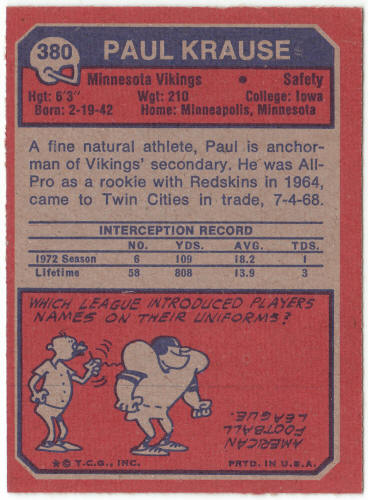 380 PAUL KRAUSE
Minnesota Vikings • Safety
Hgt: 6'3" Wgt: 210 College: Iowa
Born: 2-19-42 Home: Minneapolis, Minnesota
A fine natural athlete, Paul is anchor-
man of Vikings' secondary. He was All-
Pro as a rookie with Redskins in 1964,
came to Twin Cities in trade, 7-4-68.
INTERCEPTION RECORD
NO. YDS. AVG. TDS.
1972 Season 6 109 18.2 1
Lifetime 58 808 13.9 3
WHICH LEAGUE INTRODUCED PLAYERS
NAMES ON THEIR UNIFORMS?
AMERICAN
FOOTBALL
LEAGUE.
★© T.C.G., INC. PRTD. IN U.S.A.